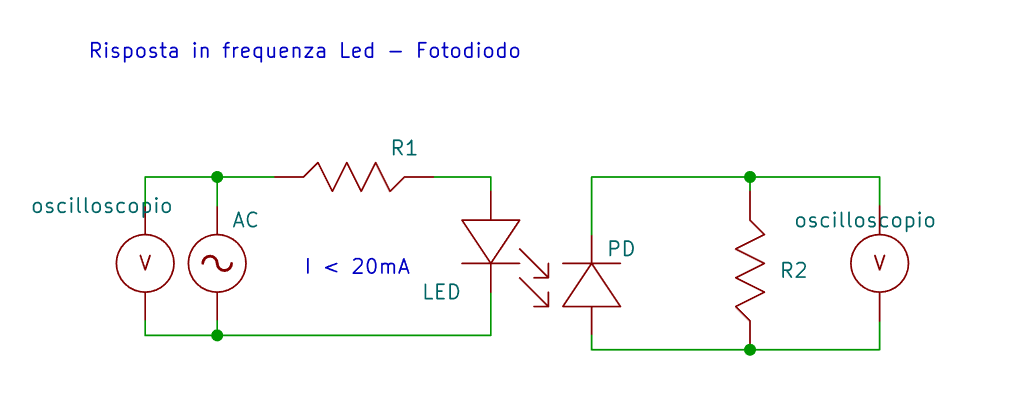 Risposta in frequenza Led - Fotodiodo
R1
oscilloscopio
AC
oscilloscopio
PD
V
I < 20mA
V
R2
LED